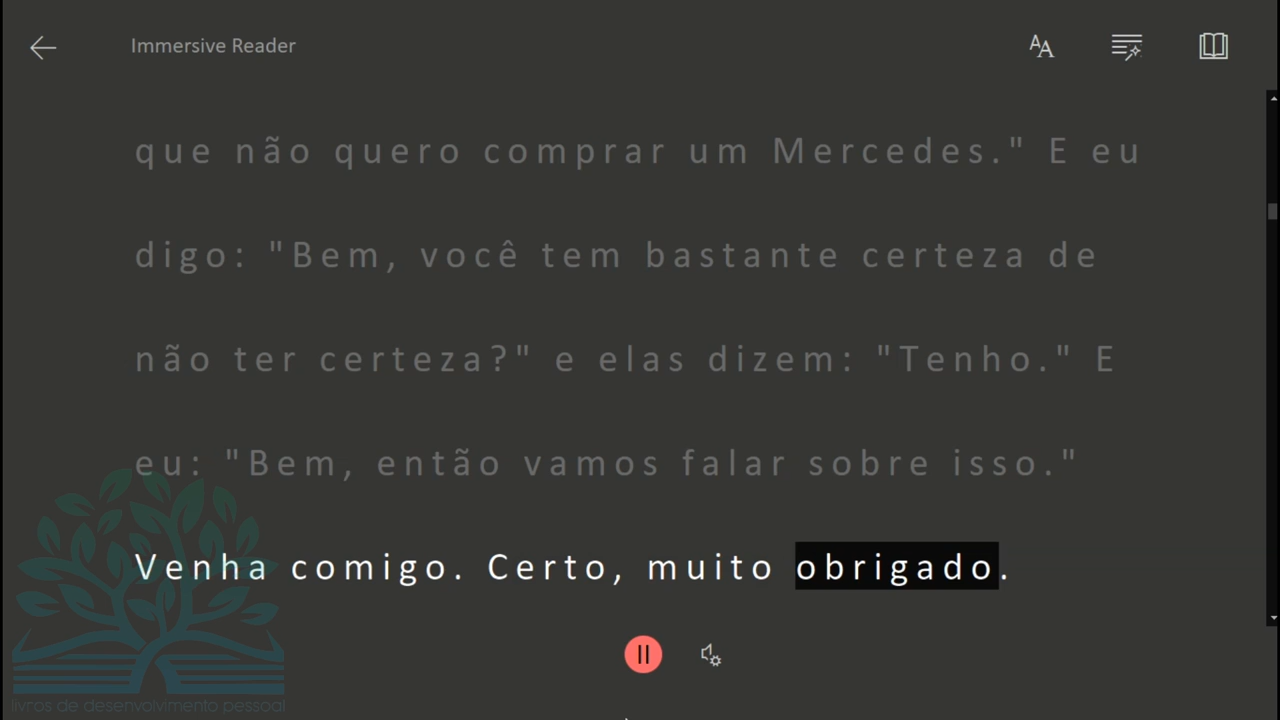 Immersive Reader
que não quero comprar um Mercedes." E eu
digo: "Bem, você tem bastante certeza de
não ter certeza?" e elas dizem: "Tenho." E
eu: "Bem, então vamos falar sobre isso."
Venha comigo. Certo, muito obrigado.
livros de desenvolvimento pessoal